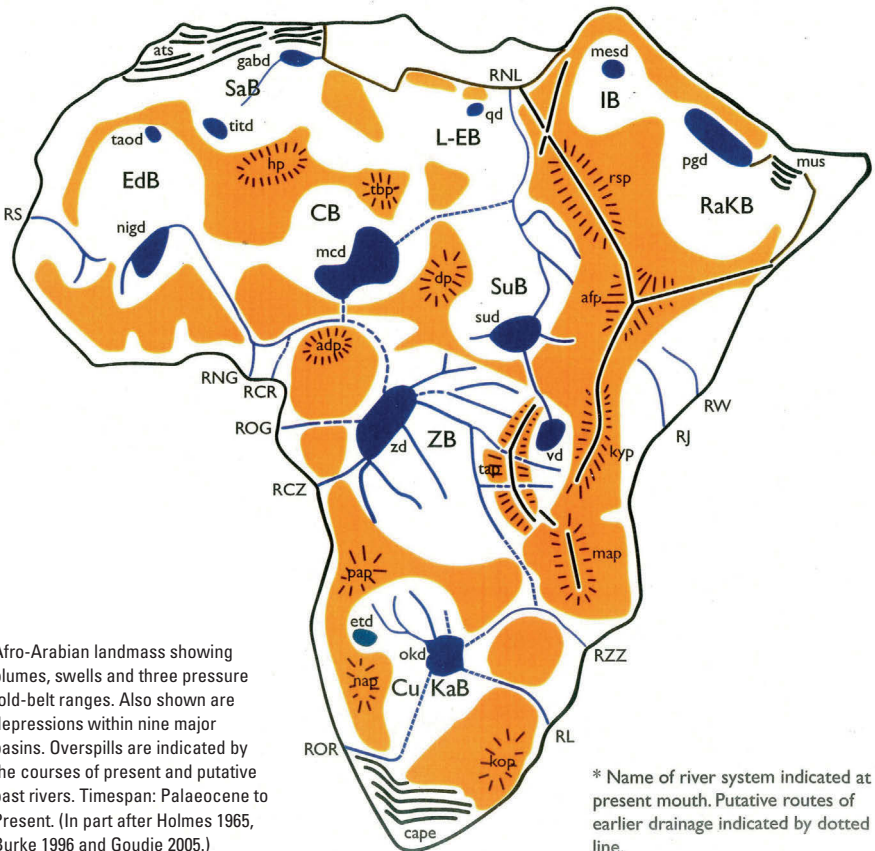 ats
gabd
SaB
taod
titd
EdB
hp
RS
nigd
CB
tbp
mcd
L-EB
qd
RNL
mesd
IB
pgd
mus
rsp
RaKB
dp
SuB
sud
afp
adp
RNG
RCR
ROG
zd
ZB
RCZ
tap
vd
kyp
RW
RJ
map
pap
etd
okd
nap
Cu
KaB
RZZ
RL
ROR
kop
cape
Afro-Arabian landmass showing
plumes, swells and three pressure
fold-belt ranges. Also shown are
depressions within nine major
basins. Overspills are indicated by
the courses of present and putative
past rivers. Timespan: Palaeocene to
Present. (In part after Holmes 1965,
Burke 1996 and Goudie 2005.)
* Name of river system indicated at
present mouth. Putative routes of
earlier drainage indicated by dotted
line.